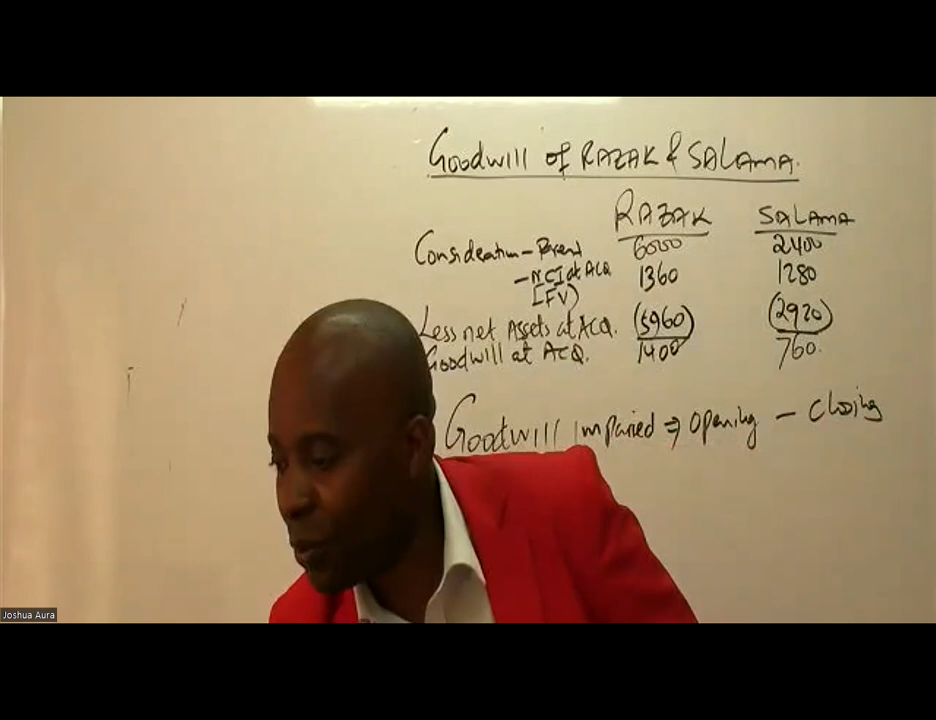 Goodwill of RAZAK & SALAMA.
RAZAK SALAMA
Consideration - Parent 6000 2400
- NCI at ACQ 1360 1280
(FV)
Less net Assets at ACQ. (5960) (2920)
Goodwill at ACQ. 1400 760.
Goodwill Impaired ⇒ Opening - Closing
Joshua Aura